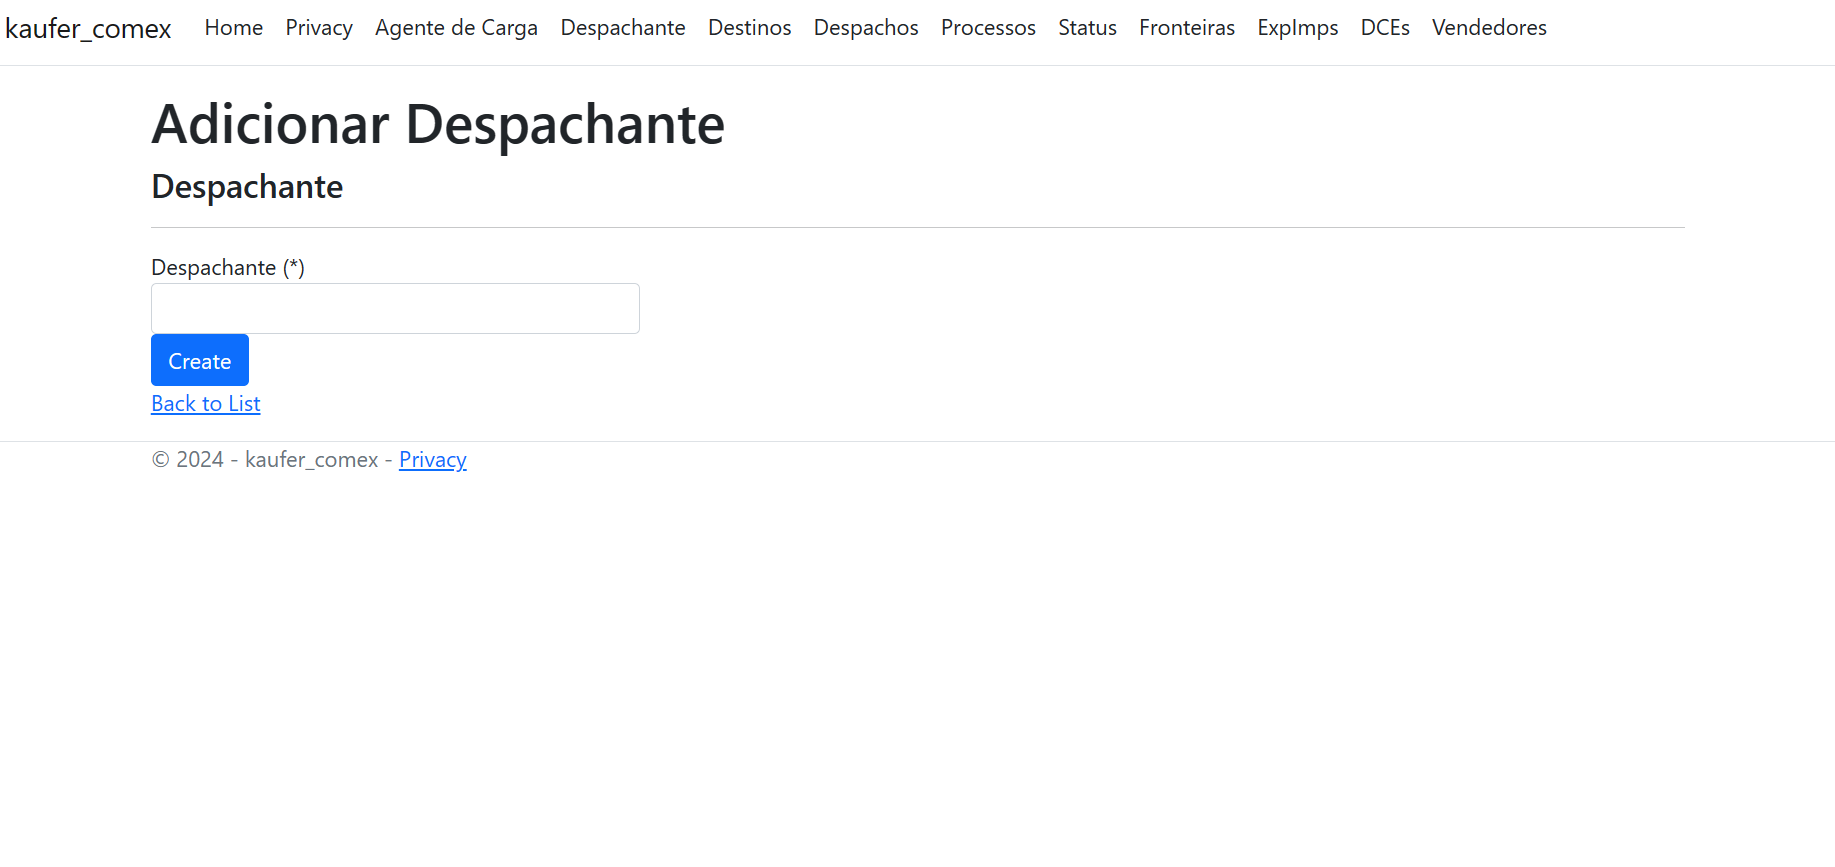 kaufer_comex Home Privacy Agente de Carga Despachante Destinos Despachos Processos Status Fronteiras ExpImps DCEs Vendedores
Adicionar Despachante
Despachante
Despachante (*)
Create
Back to List
© 2024 - kaufer_comex - Privacy